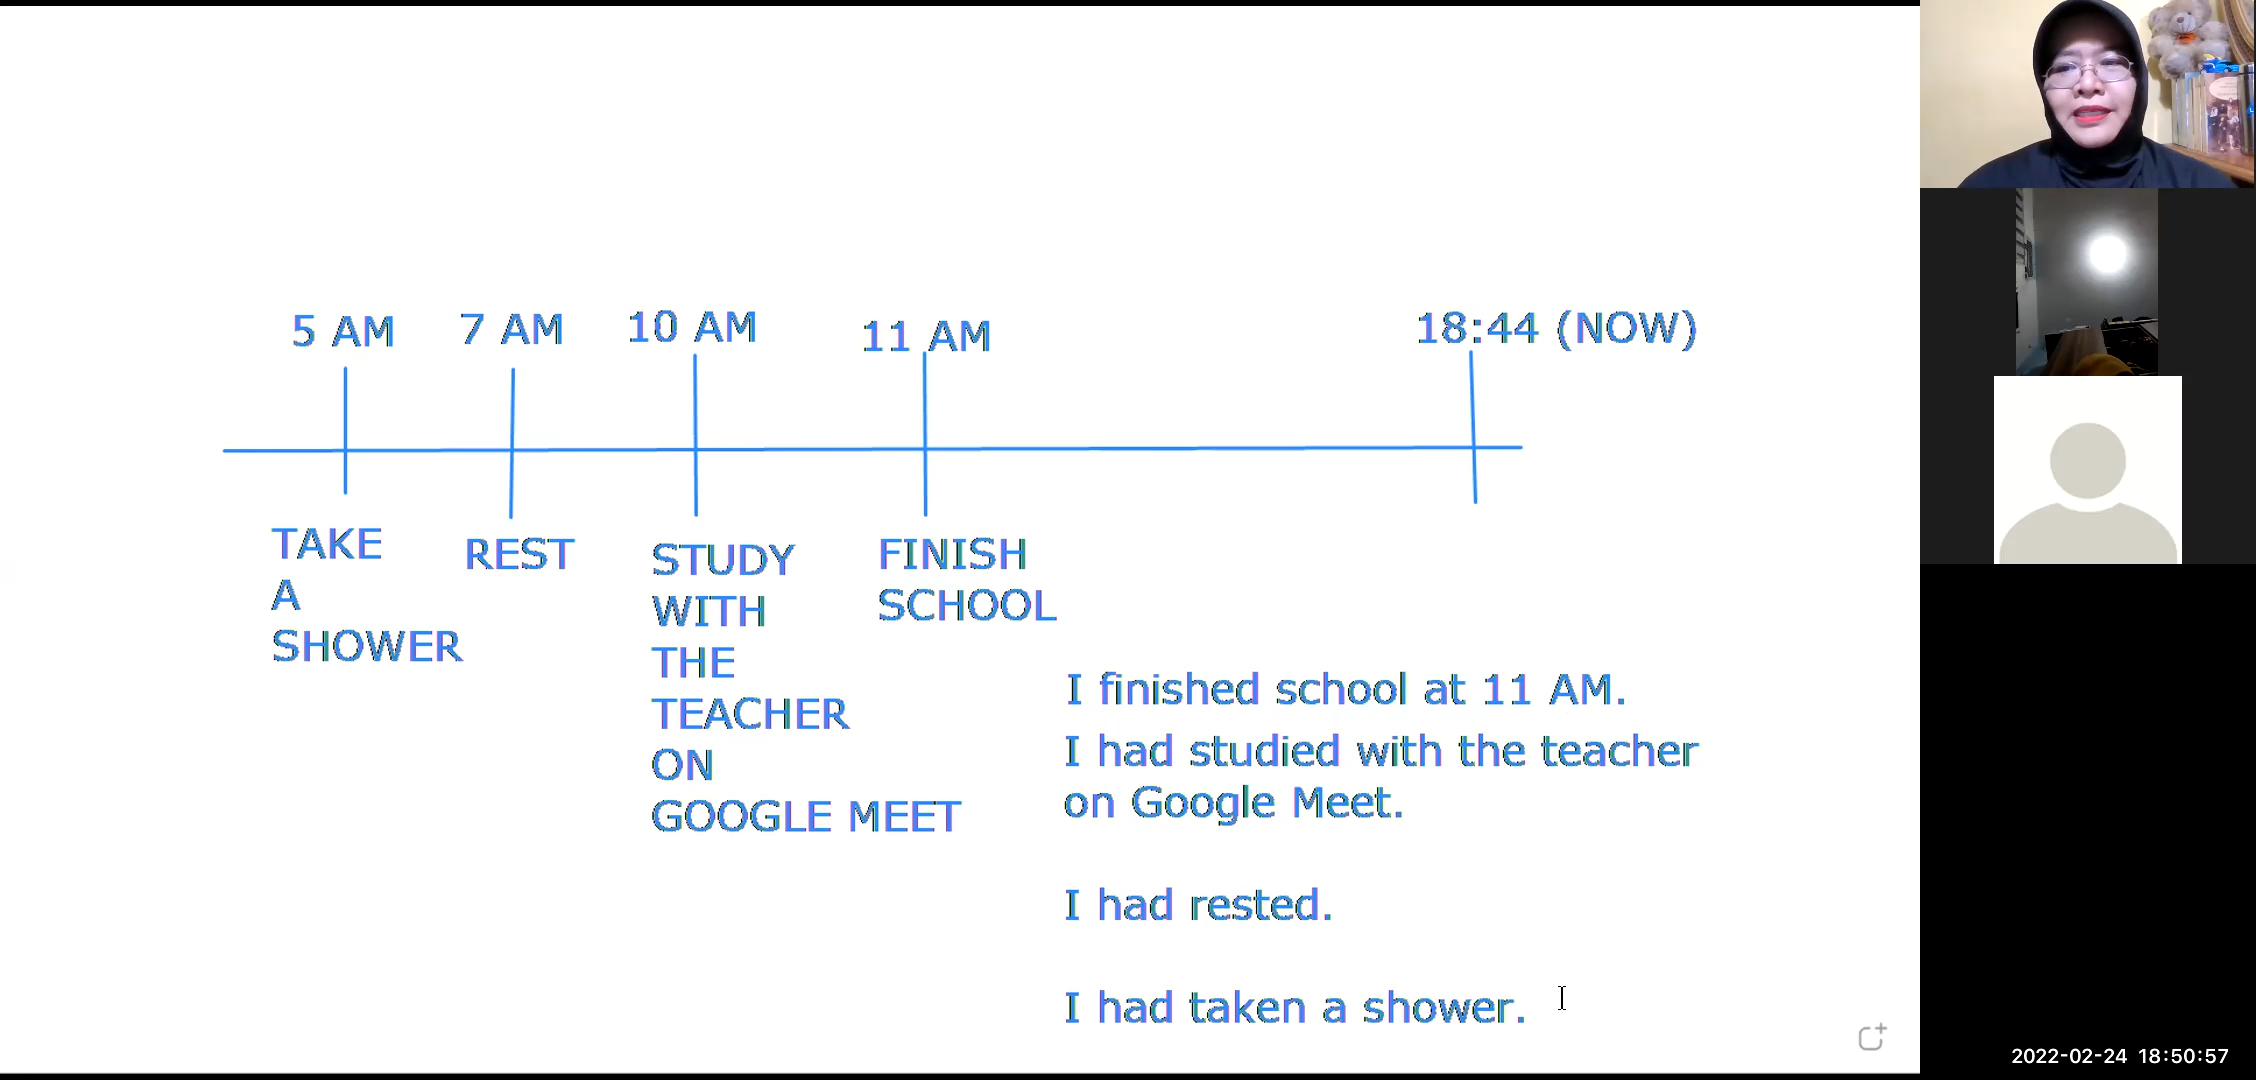 5 AM
7 AM
10 AM
11 AM
18:44 (NOW)
TAKE
A
SHOWER
REST
STUDY
WITH
THE
TEACHER
ON
GOOGLE MEET
FINISH
SCHOOL
I finished school at 11 AM.
I had studied with the teacher
on Google Meet.
I had rested.
I had taken a shower.
2022-02-24 18:50:57